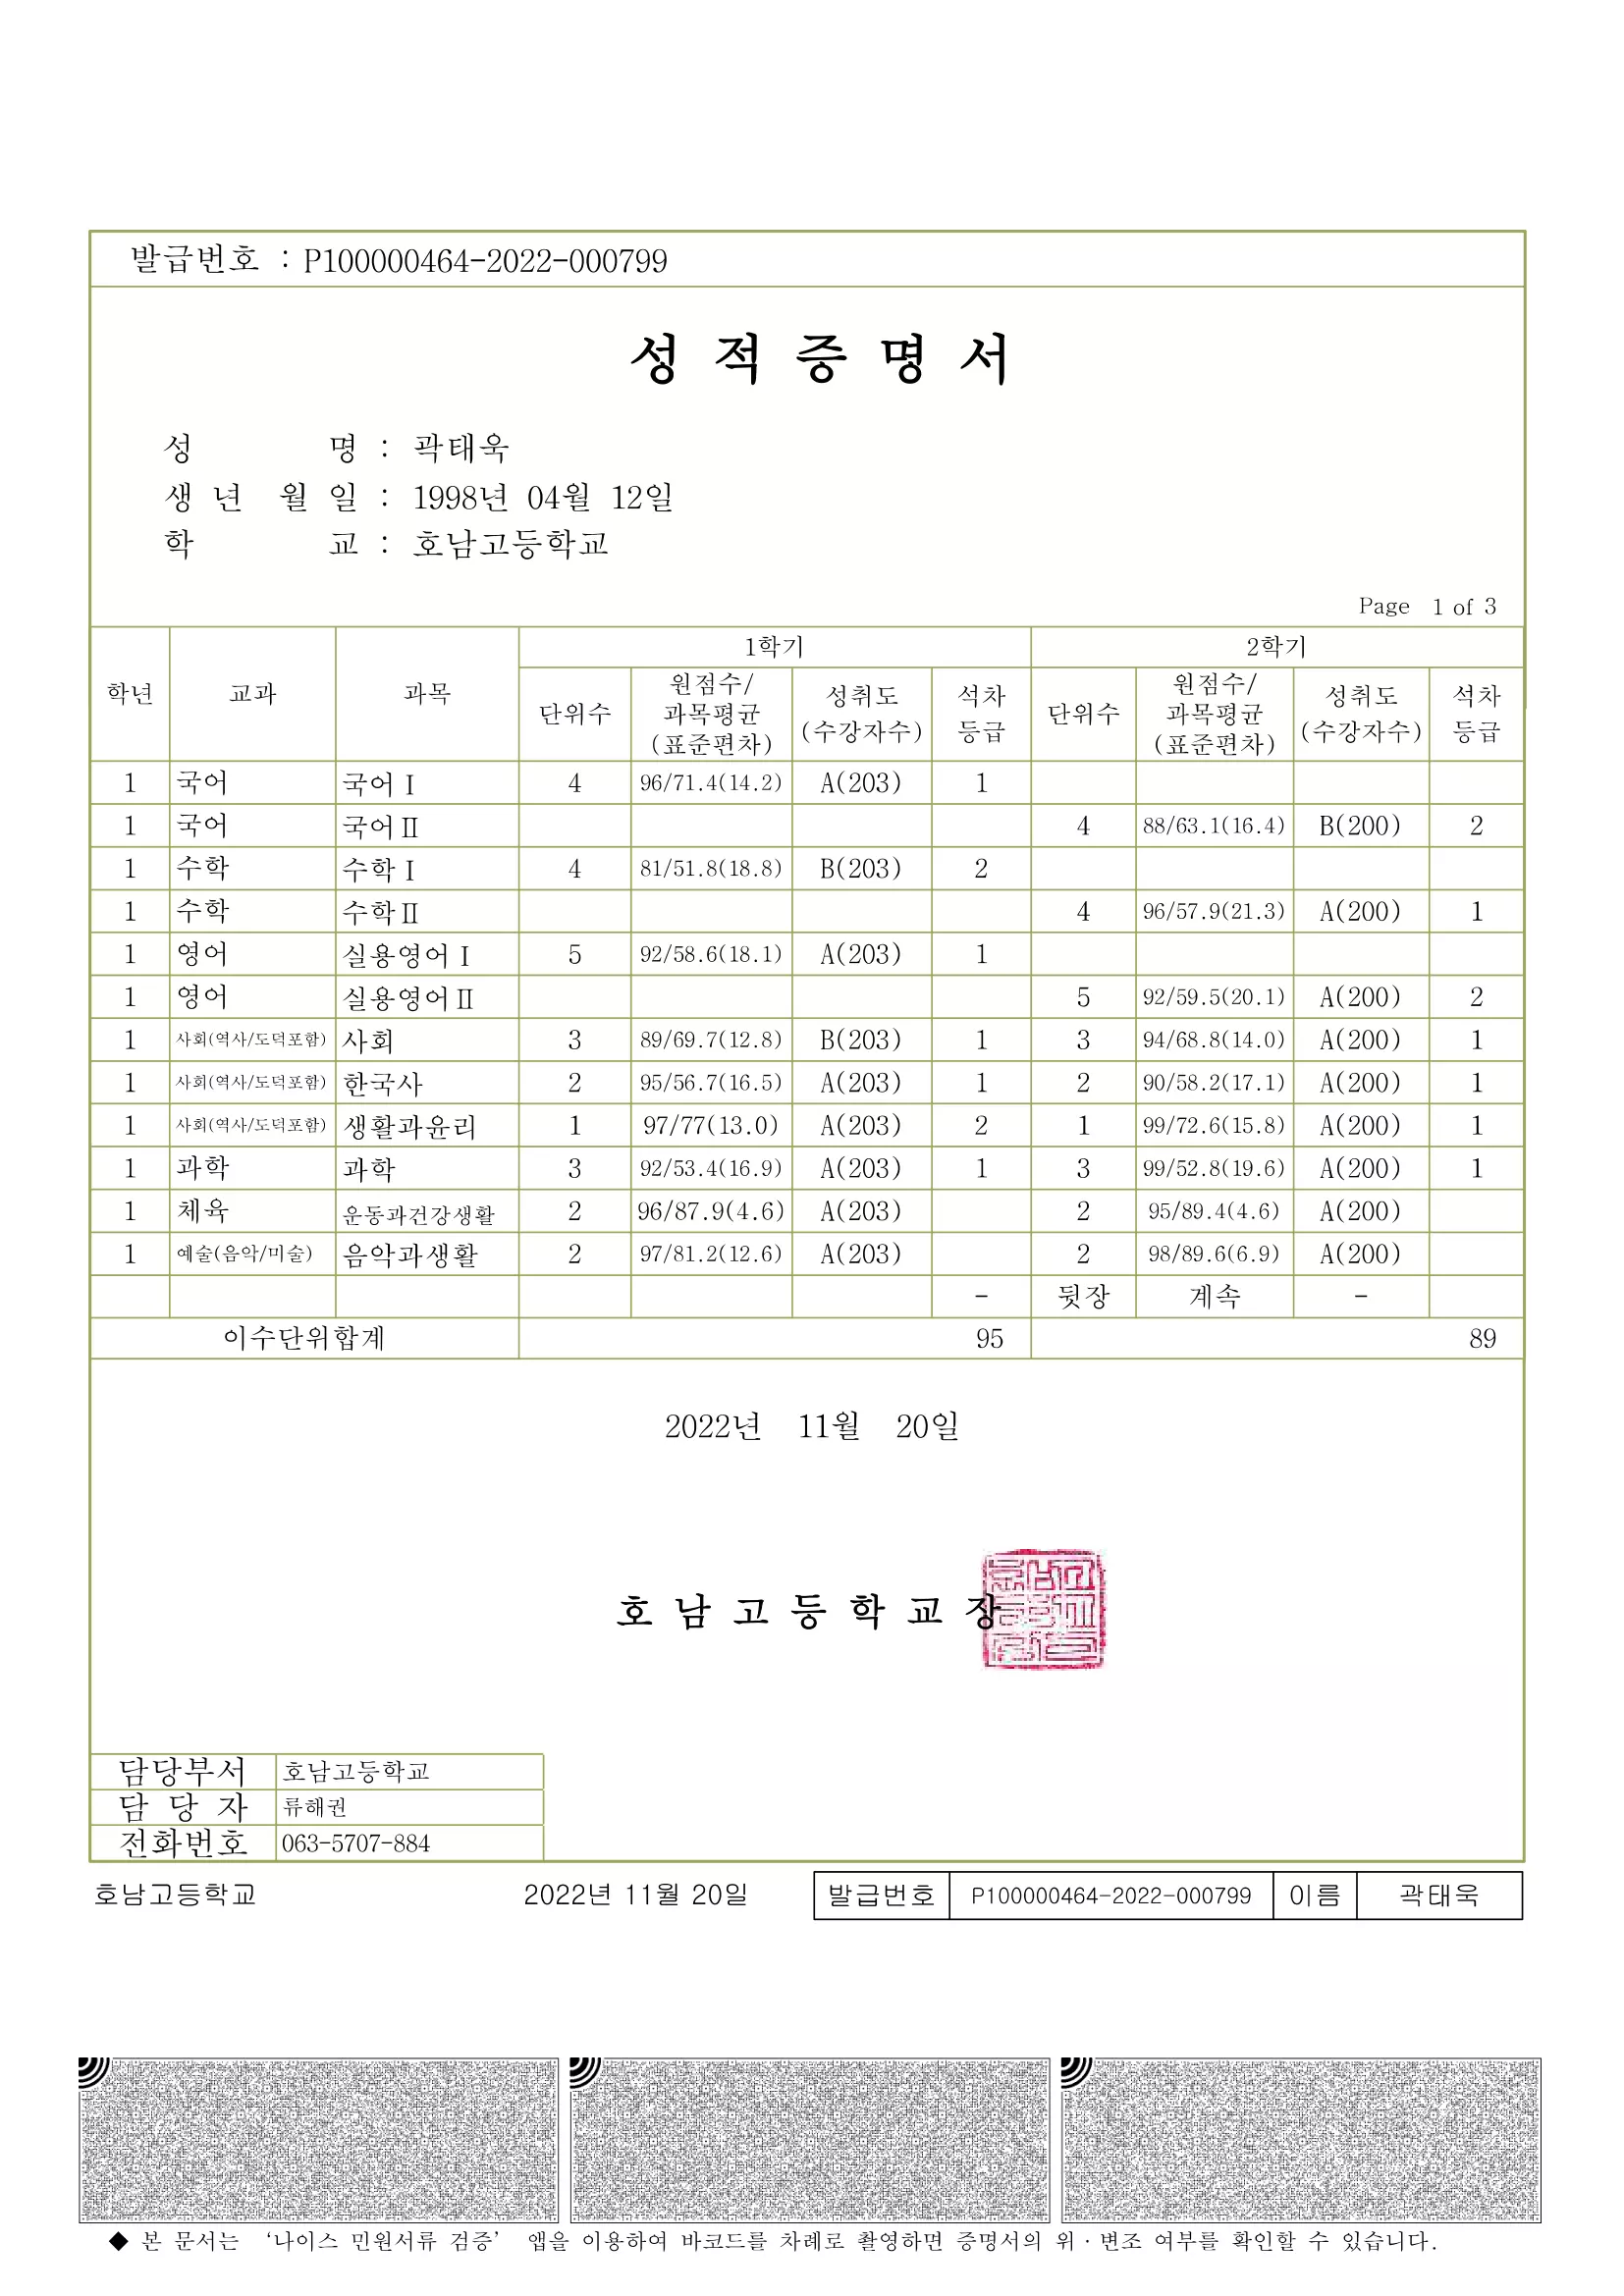 발급번호 : P100000464-2022-000799
성 적 증 명 서
성 명 : 곽태욱
생 년 월 일 : 1998년 04월 12일
학 교 : 호남고등학교
Page 1 of 3
학년 교과 과목 1학기 2학기
단위수 원점수/과목평균(표준편차) 성취도(수강자수) 석차등급 단위수 원점수/과목평균(표준편차) 성취도(수강자수) 석차등급
1 국어 국어Ⅰ 4 96/71.4(14.2) A(203) 1
1 국어 국어Ⅱ 4 88/63.1(16.4) B(200) 2
1 수학 수학Ⅰ 4 81/51.8(18.8) B(203) 2
1 수학 수학Ⅱ 4 96/57.9(21.3) A(200) 1
1 영어 실용영어Ⅰ 5 92/58.6(18.1) A(203) 1
1 영어 실용영어Ⅱ 5 92/59.5(20.1) A(200) 2
1 사회(역사/도덕포함) 사회 3 89/69.7(12.8) B(203) 1 3 94/68.8(14.0) A(200) 1
1 사회(역사/도덕포함) 한국사 2 95/56.7(16.5) A(203) 1 2 90/58.2(17.1) A(200) 1
1 사회(역사/도덕포함) 생활과윤리 1 97/77(13.0) A(203) 2 1 99/72.6(15.8) A(200) 1
1 과학 과학 3 92/53.4(16.9) A(203) 1 3 99/52.8(19.6) A(200) 1
1 체육 운동과건강생활 2 96/87.9(4.6) A(203) 2 95/89.4(4.6) A(200)
1 예술(음악/미술) 음악과생활 2 97/81.2(12.6) A(203) 2 98/89.6(6.9) A(200)
- 뒷장 계속 -
이수단위합계 95 89
2022년 11월 20일
호 남 고 등 학 교 장
담당부서 호남고등학교
담 당 자 류해권
전화번호 063-5707-884
호남고등학교 2022년 11월 20일 발급번호 P100000464-2022-000799 이름 곽태욱
◆ 본 문서는 ‘나이스 민원서류 검증’ 앱을 이용하여 바코드를 차례로 촬영하면 증명서의 위·변조 여부를 확인할 수 있습니다.